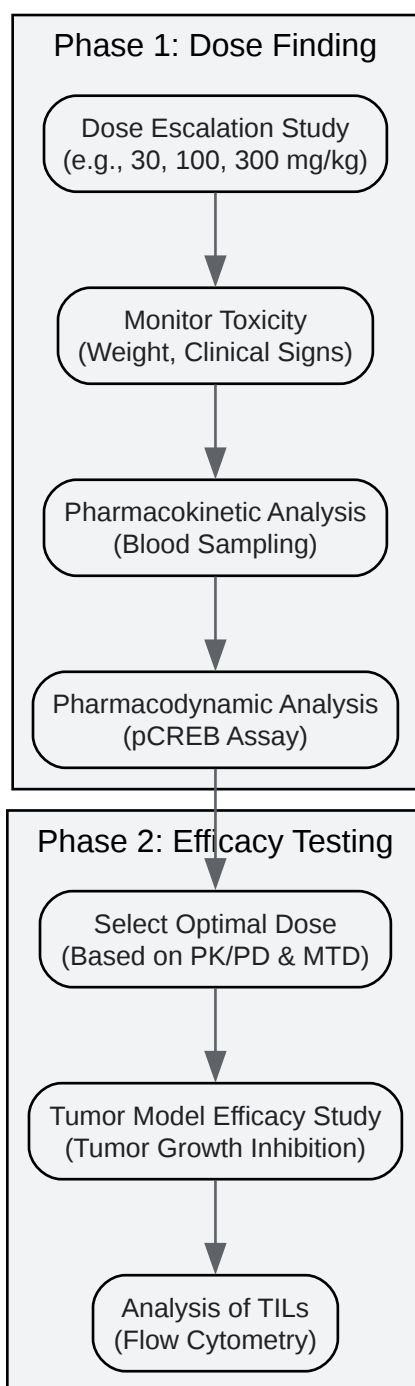 Phase 1: Dose Finding
Dose Escalation Study
(e.g., 30, 100, 300 mg/kg)
Monitor Toxicity
(Weight, Clinical Signs)
Pharmacokinetic Analysis
(Blood Sampling)
Pharmacodynamic Analysis
(pCREB Assay)
Phase 2: Efficacy Testing
Select Optimal Dose
(Based on PK/PD & MTD)
Tumor Model Efficacy Study
(Tumor Growth Inhibition)
Analysis of TILs
(Flow Cytometry)